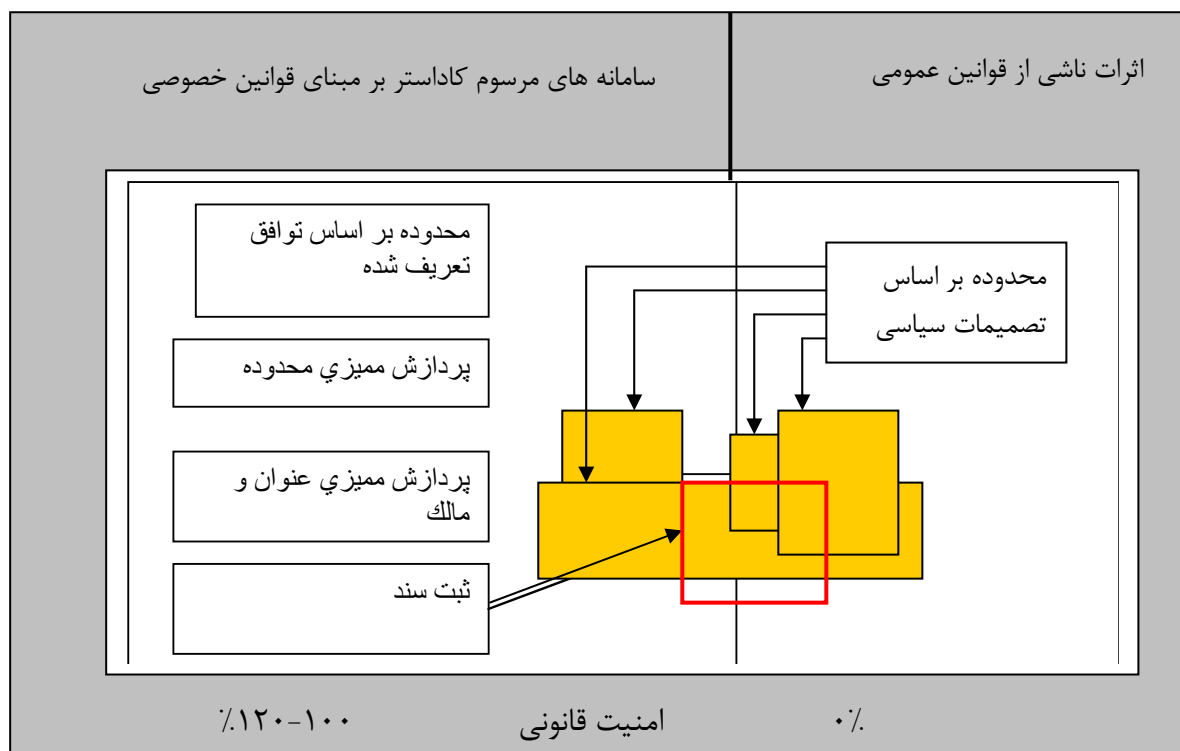 اثرات ناشی از قوانین عمومی
سامانه های مرسوم کاداستر بر مبنای قوانین خصوصی
محدوده بر اساس
تصمیمات سیاسی
محدوده بر اساس توافق
تعریف شده
پردازش مميزي محدوده
پردازش مميزي عنوان و
مالك
ثبت سند
۰٪
امنیت قانونی
۱۰۰-۱۲۰٪